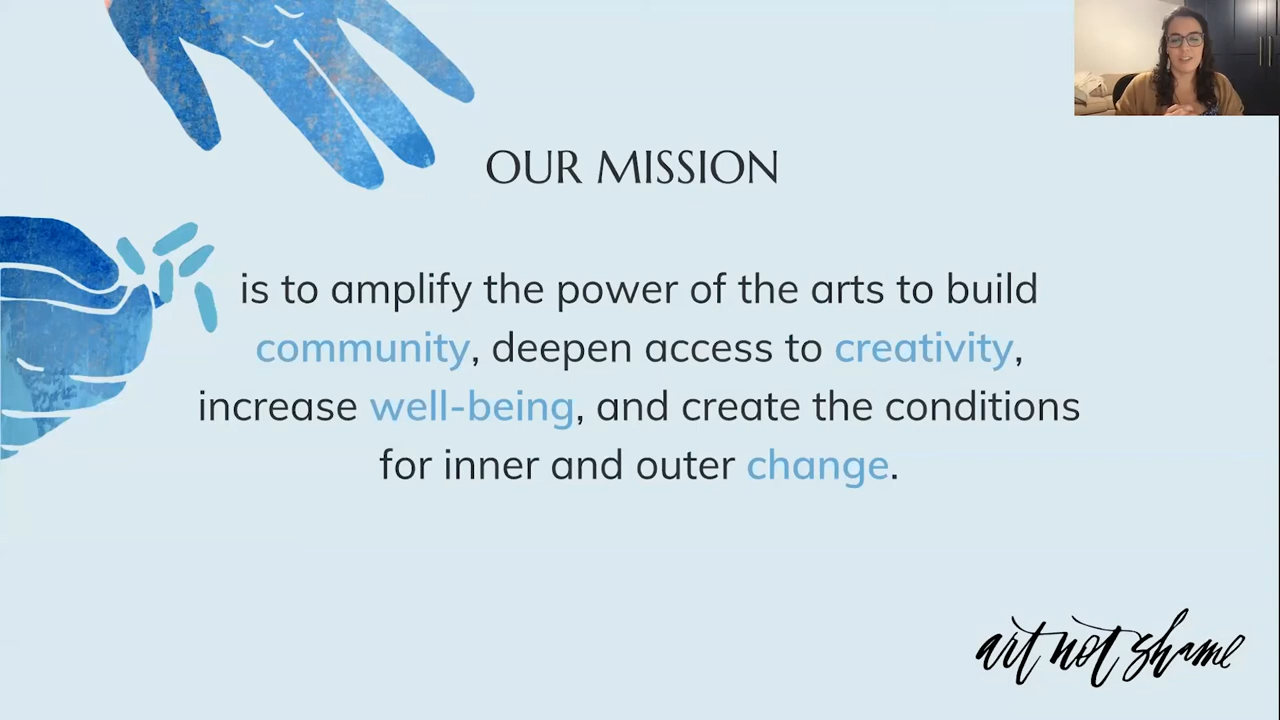 OUR MISSION
is to amplify the power of the arts to build
community, deepen access to creativity,
increase well-being, and create the conditions
for inner and outer change.
art not shame